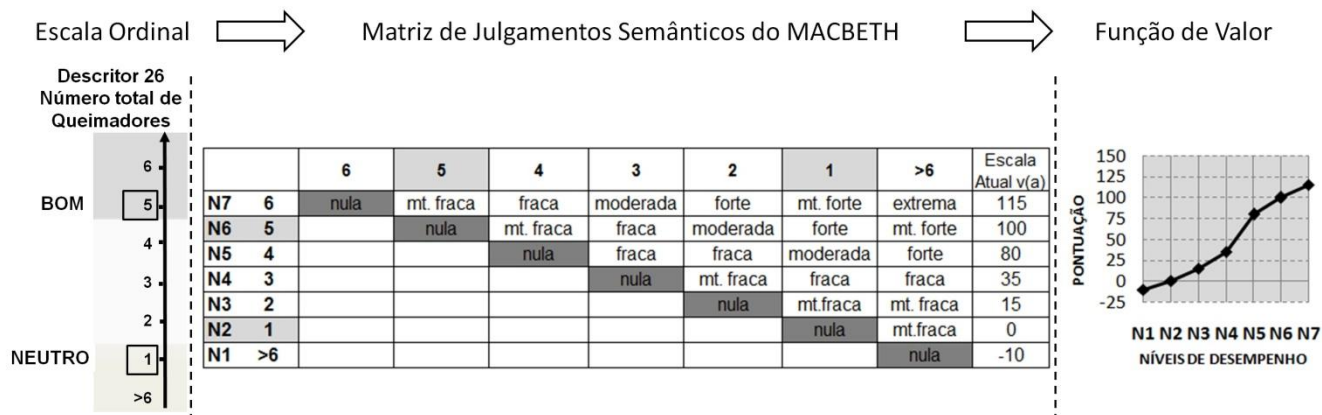 Escala Ordinal
Matriz de Julgamentos Semânticos do MACBETH
Função de Valor
Descritor 26
Número total de
Queimadores
6
BOM 5
4
3
2
NEUTRO 1
>6
6 5 4 3 2 1 >6 Escala Atual v(a)
N7 6 nula mt. fraca fraca moderada forte mt. forte extrema 115
N6 5 nula mt. fraca fraca moderada forte mt. forte 100
N5 4 nula fraca fraca moderada forte 80
N4 3 nula mt. fraca fraca fraca 35
N3 2 nula mt.fraca mt. fraca 15
N2 1 nula mt.fraca 0
N1 >6 nula -10
PONTUAÇÃO
150
125
100
75
50
25
0
-25
N1 N2 N3 N4 N5 N6 N7
NÍVEIS DE DESEMPENHO